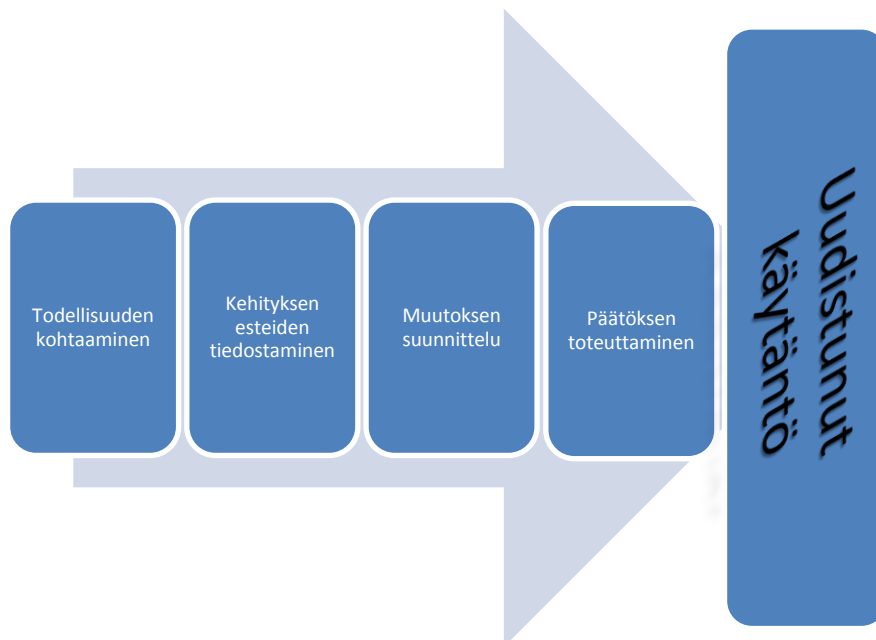 Todellisuuden
kohtaaminen
Kehityksen
esteiden
tiedostaminen
Muutoksen
suunnittelu
Päätöksen
toteuttaminen
Uudistunut
käytäntö